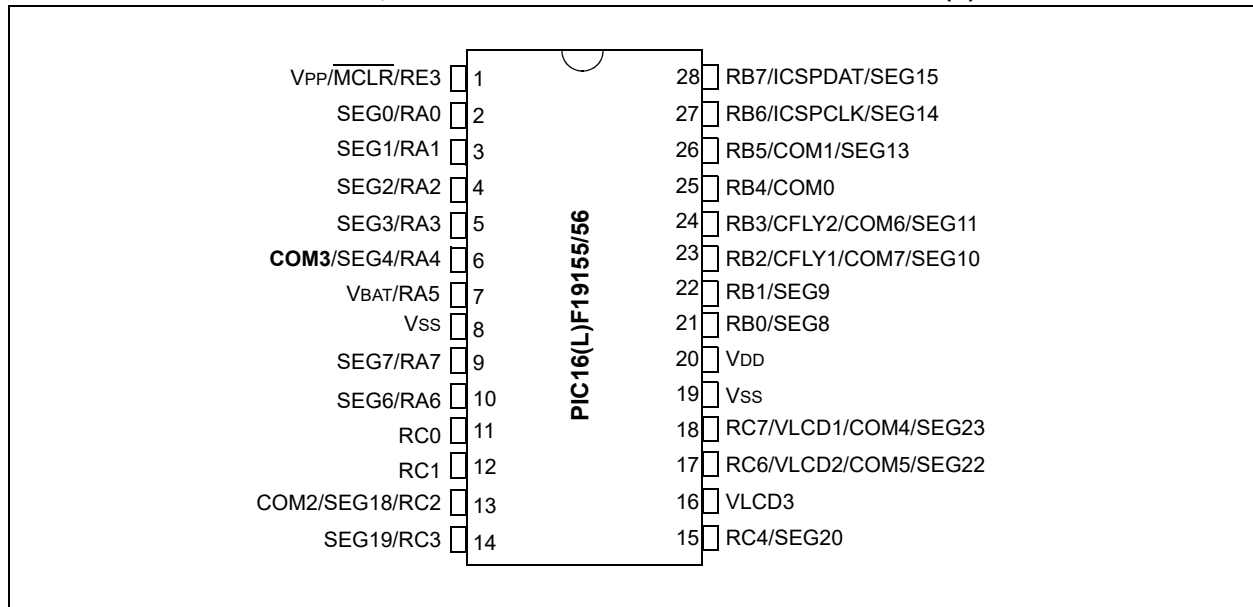 VPP/MCLR/RE3 1
SEG0/RA0 2
SEG1/RA1 3
SEG2/RA2 4
SEG3/RA3 5
COM3/SEG4/RA4 6
VBAT/RA5 7
VSS 8
SEG7/RA7 9
SEG6/RA6 10
RC0 11
RC1 12
COM2/SEG18/RC2 13
SEG19/RC3 14
PIC16(L)F19155/56
28 RB7/ICSPDAT/SEG15
27 RB6/ICSPCLK/SEG14
26 RB5/COM1/SEG13
25 RB4/COM0
24 RB3/CFLY2/COM6/SEG11
23 RB2/CFLY1/COM7/SEG10
22 RB1/SEG9
21 RB0/SEG8
20 VDD
19 VSS
18 RC7/VLCD1/COM4/SEG23
17 RC6/VLCD2/COM5/SEG22
16 VLCD3
15 RC4/SEG20